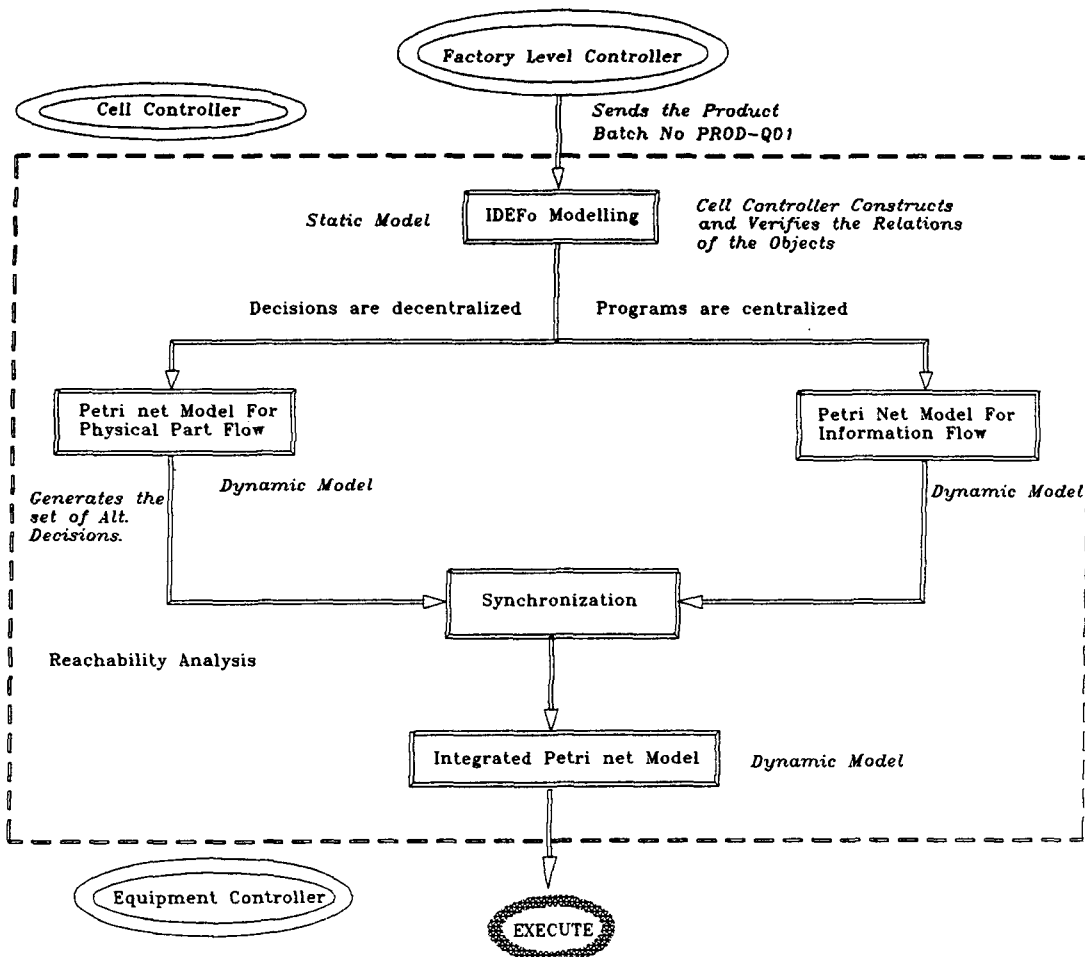 Factory Level Controller
Cell Controller
Sends the Product
Batch No PROD-Q01
Static Model
IDEFo Modelling
Cell Controller Constructs
and Verifies the Relations
of the Objects
Decisions are decentralized
Programs are centralized
Petri net Model For
Physical Part Flow
Petri Net Model For
Information Flow
Generates the
set of Alt.
Decisions.
Dynamic Model
Dynamic Model
Synchronization
Reachability Analysis
Integrated Petri net Model
Dynamic Model
Equipment Controller
EXECUTE